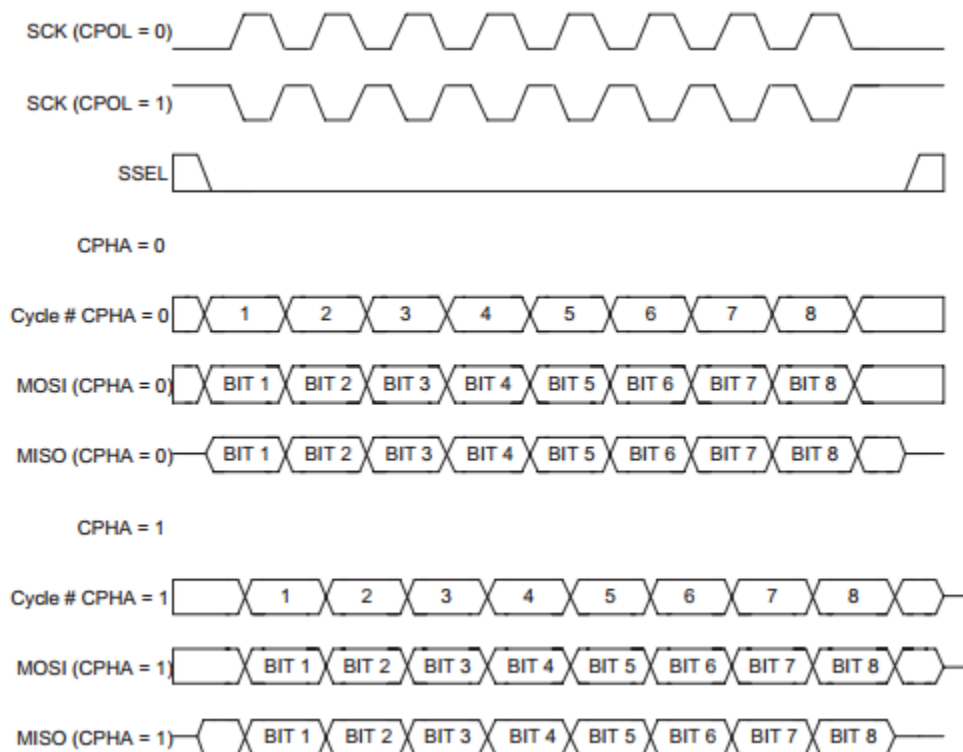 SCK (CPOL = 0)
SCK (CPOL = 1)
SSEL
CPHA = 0
Cycle # CPHA = 0 1 2 3 4 5 6 7 8
MOSI (CPHA = 0) BIT 1 BIT 2 BIT 3 BIT 4 BIT 5 BIT 6 BIT 7 BIT 8
MISO (CPHA = 0) BIT 1 BIT 2 BIT 3 BIT 4 BIT 5 BIT 6 BIT 7 BIT 8
CPHA = 1
Cycle # CPHA = 1 1 2 3 4 5 6 7 8
MOSI (CPHA = 1) BIT 1 BIT 2 BIT 3 BIT 4 BIT 5 BIT 6 BIT 7 BIT 8
MISO (CPHA = 1) BIT 1 BIT 2 BIT 3 BIT 4 BIT 5 BIT 6 BIT 7 BIT 8